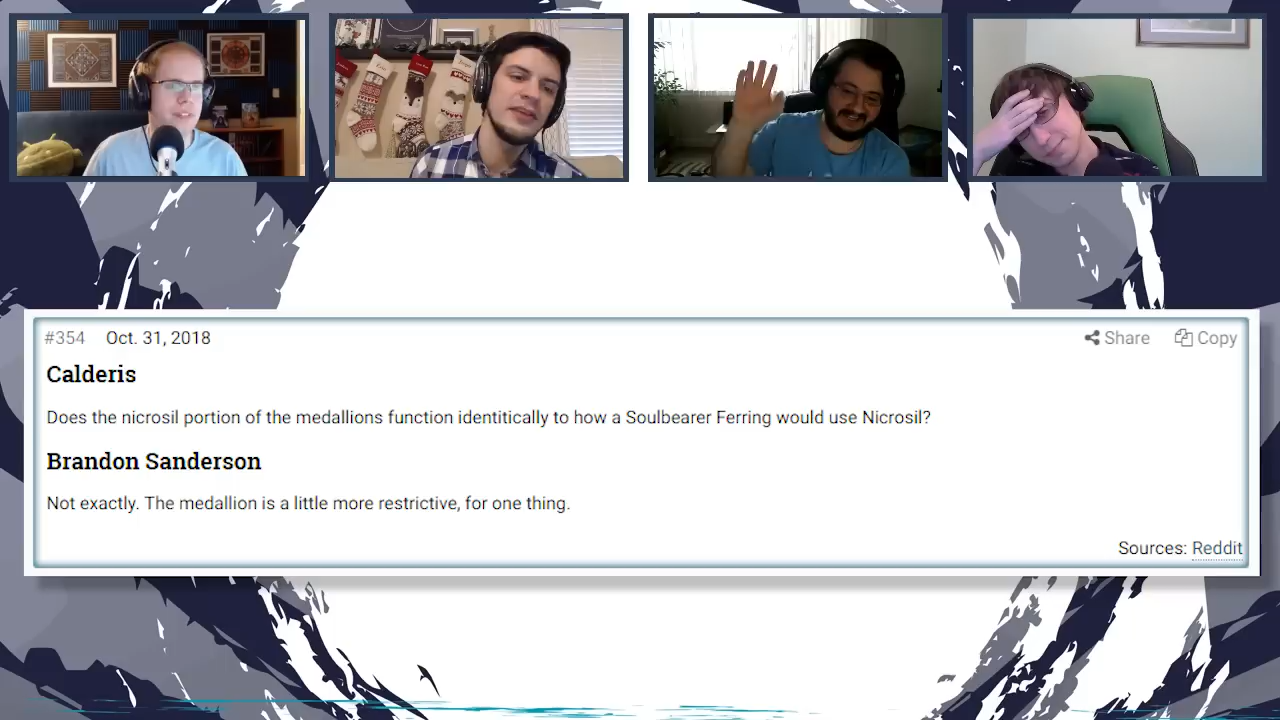 #354 Oct. 31, 2018 Share Copy
Calderis
Does the nicrosil portion of the medallions function identitically to how a Soulbearer Ferring would use Nicrosil?
Brandon Sanderson
Not exactly. The medallion is a little more restrictive, for one thing.
Sources: Reddit